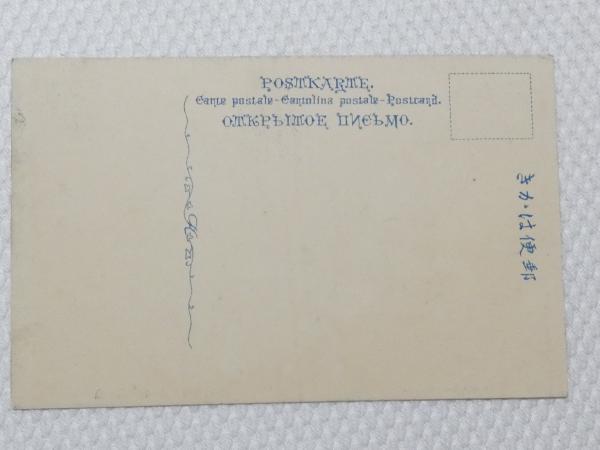 POSTKARTE.
Carte postale-Cartolina postale-Postcard.
ОТКРЫТОЕ ПИСЬМО.
きか・は便郵